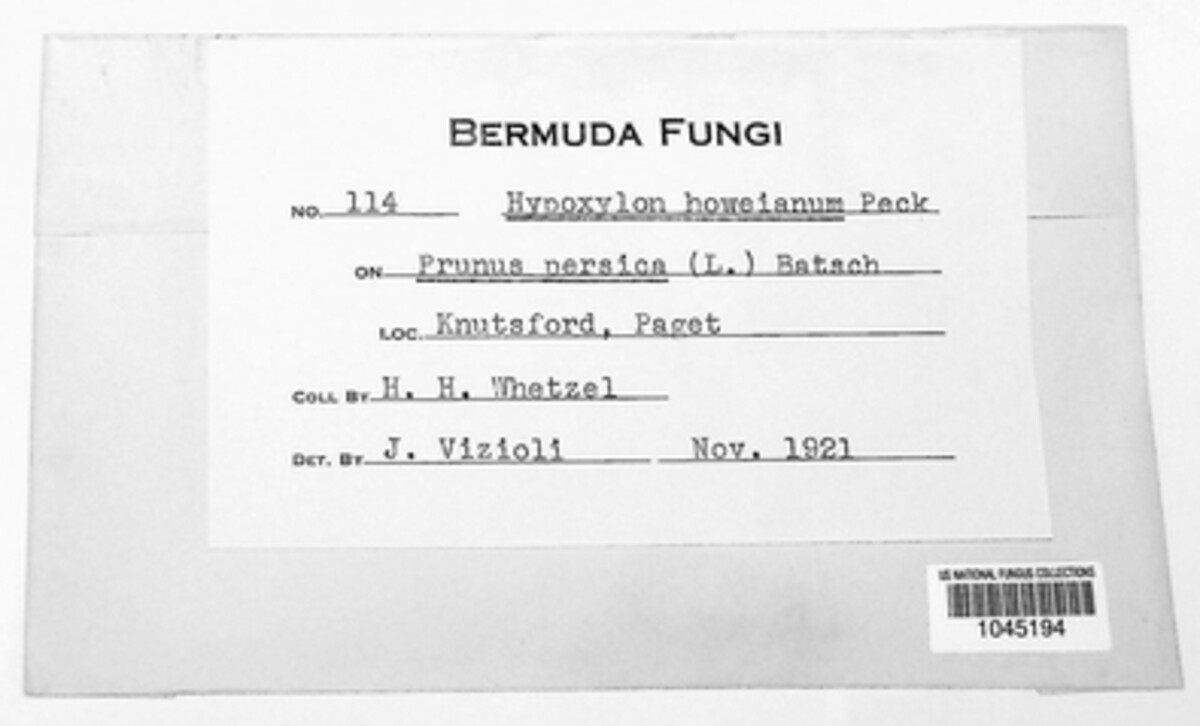 BERMUDA FUNGI
NO. 114 Hypoxylon howeianum Peck
ON Prunus persica (L.) Batsch
LOC. Knutsford, Paget
COLL. BY H. H. Whetzel
DET. BY J. Vizioli Nov. 1921
US NATIONAL FUNGUS COLLECTIONS
1045194